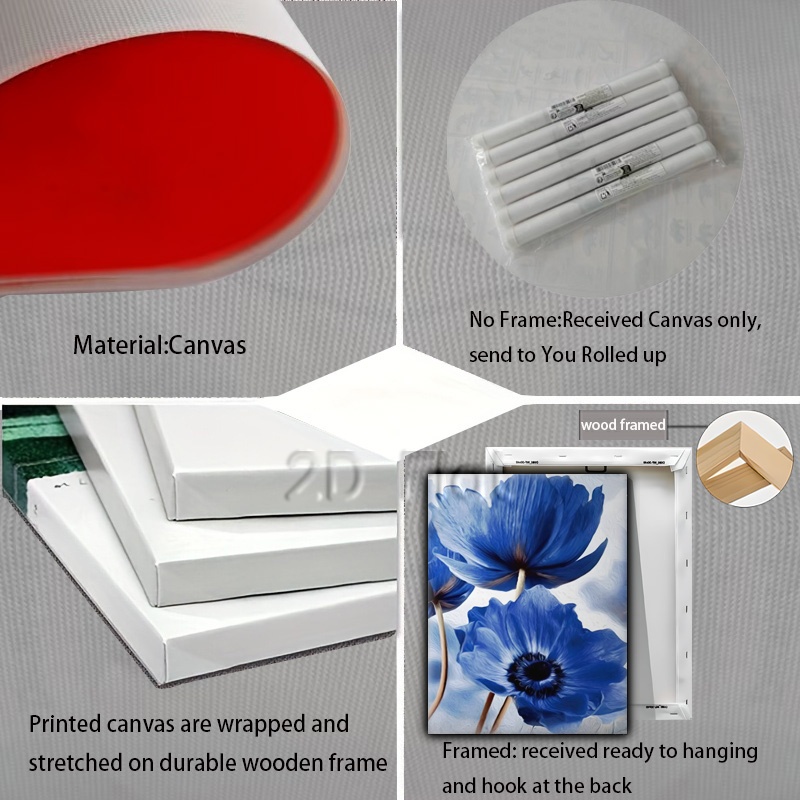 Material:Canvas
No Frame:Received Canvas only,
send to You Rolled up
2D
wood framed
Printed canvas are wrapped and
stretched on durable wooden frame
Framed: received ready to hanging
and hook at the back